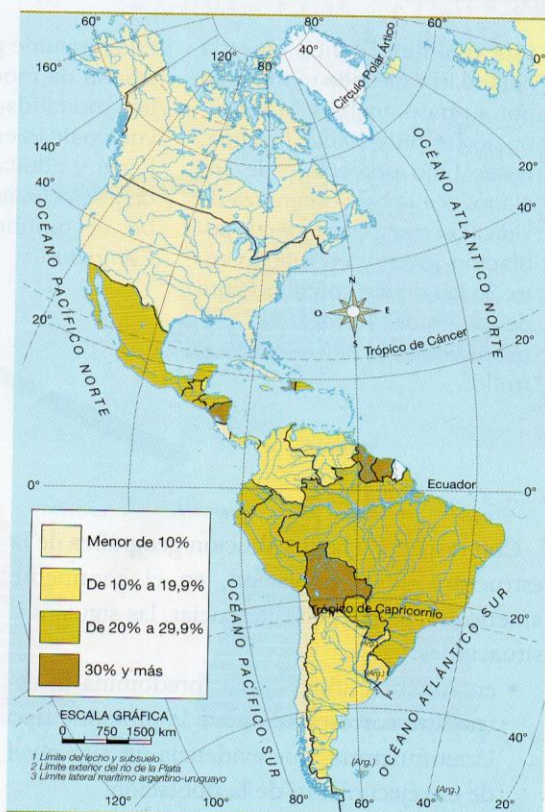 60°
80°
40°
20°
0°
120°
80
60°
160°
140°
40°
20°
Círculo Polar Ártico
OCÉANO ATLÁNTICO NORTE
20°
40°
OCÉANO PACÍFICO NORTE
N
O
E
S
Trópico de Cáncer
20°
20°
Ecuador
0°
0°
Menor de 10%
De 10% a 19,9%
De 20% a 29,9%
30% y más
OCÉANO PACÍFICO SUR
Trópico de Capricornio
OCÉANO ATLÁNTICO SUR
20°
(Arg.)
(Arg.)
ESCALA GRÁFICA
0 750 1500 km
1 Límite del lecho y subsuelo
2 Límite exterior del río de la Plata
3 Límite lateral marítimo argentino-uruguayo
40°
(Arg.)
(Arg.)
120°
100°
80°
60°
40°
20°